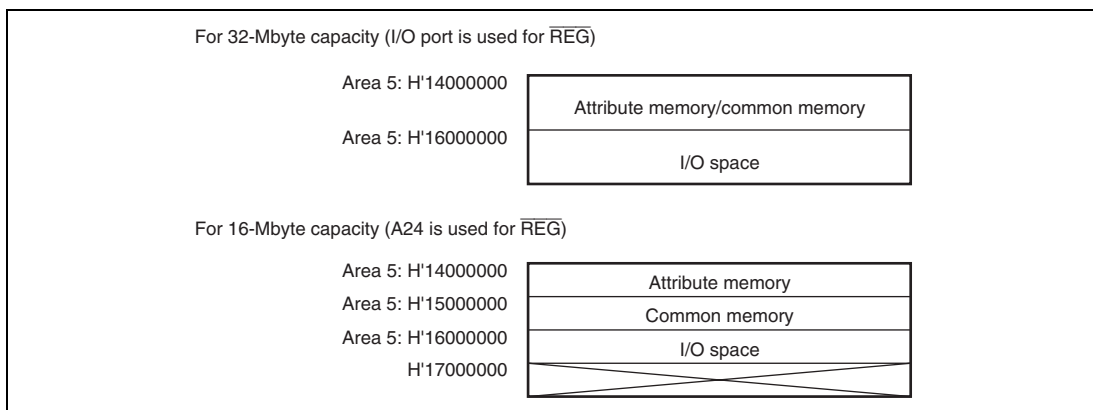 For 32-Mbyte capacity (I/O port is used for R̅E̅G̅)
Area 5: H'14000000
Attribute memory/common memory
Area 5: H'16000000
I/O space
For 16-Mbyte capacity (A24 is used for R̅E̅G̅)
Area 5: H'14000000
Attribute memory
Area 5: H'15000000
Common memory
Area 5: H'16000000
I/O space
H'17000000